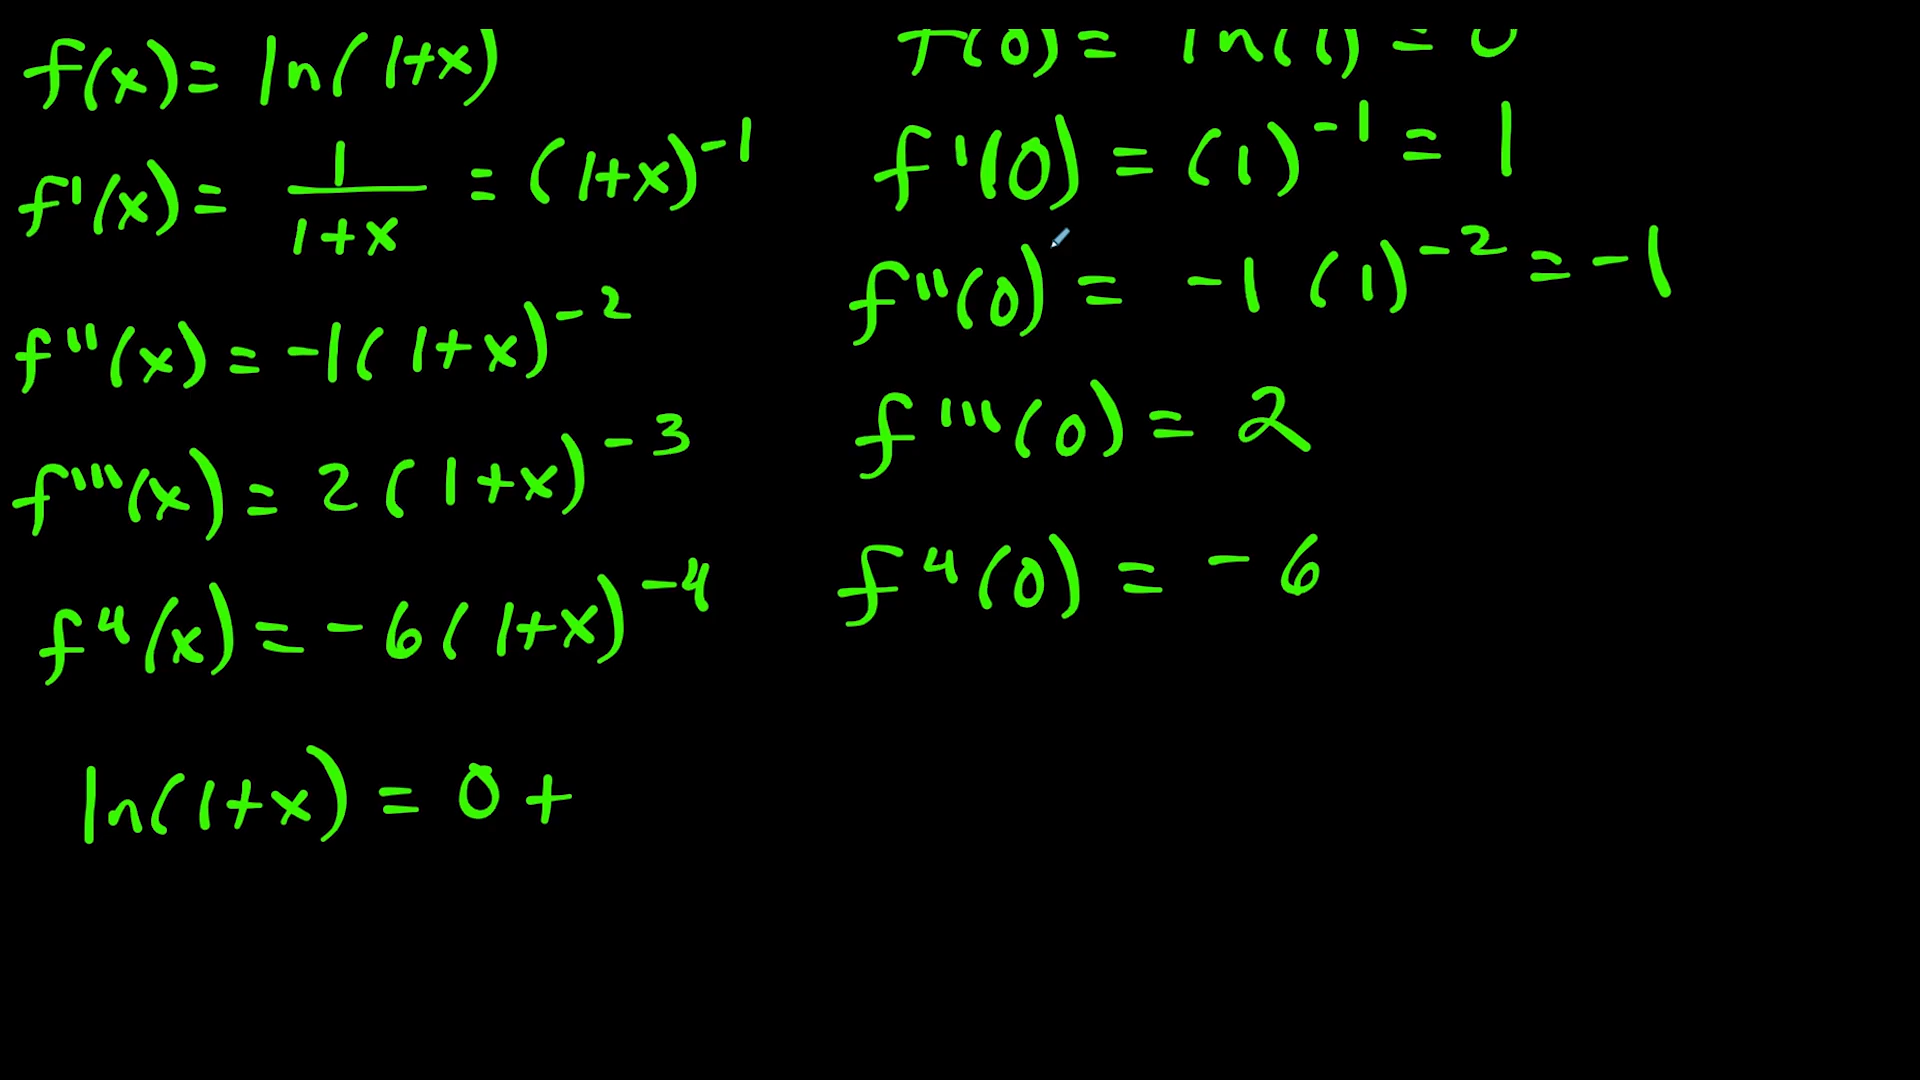 f(x) = ln(1+x)
f'(x) = 1/(1+x) = (1+x)^-1
f''(x) = -1(1+x)^-2
f'''(x) = 2(1+x)^-3
f^4(x) = -6(1+x)^-4
ln(1+x) = 0 +
f(0) = ln(1) = 0
f'(0) = (1)^-1 = 1
f''(0) = -1 (1)^-2 = -1
f'''(0) = 2
f^4(0) = -6